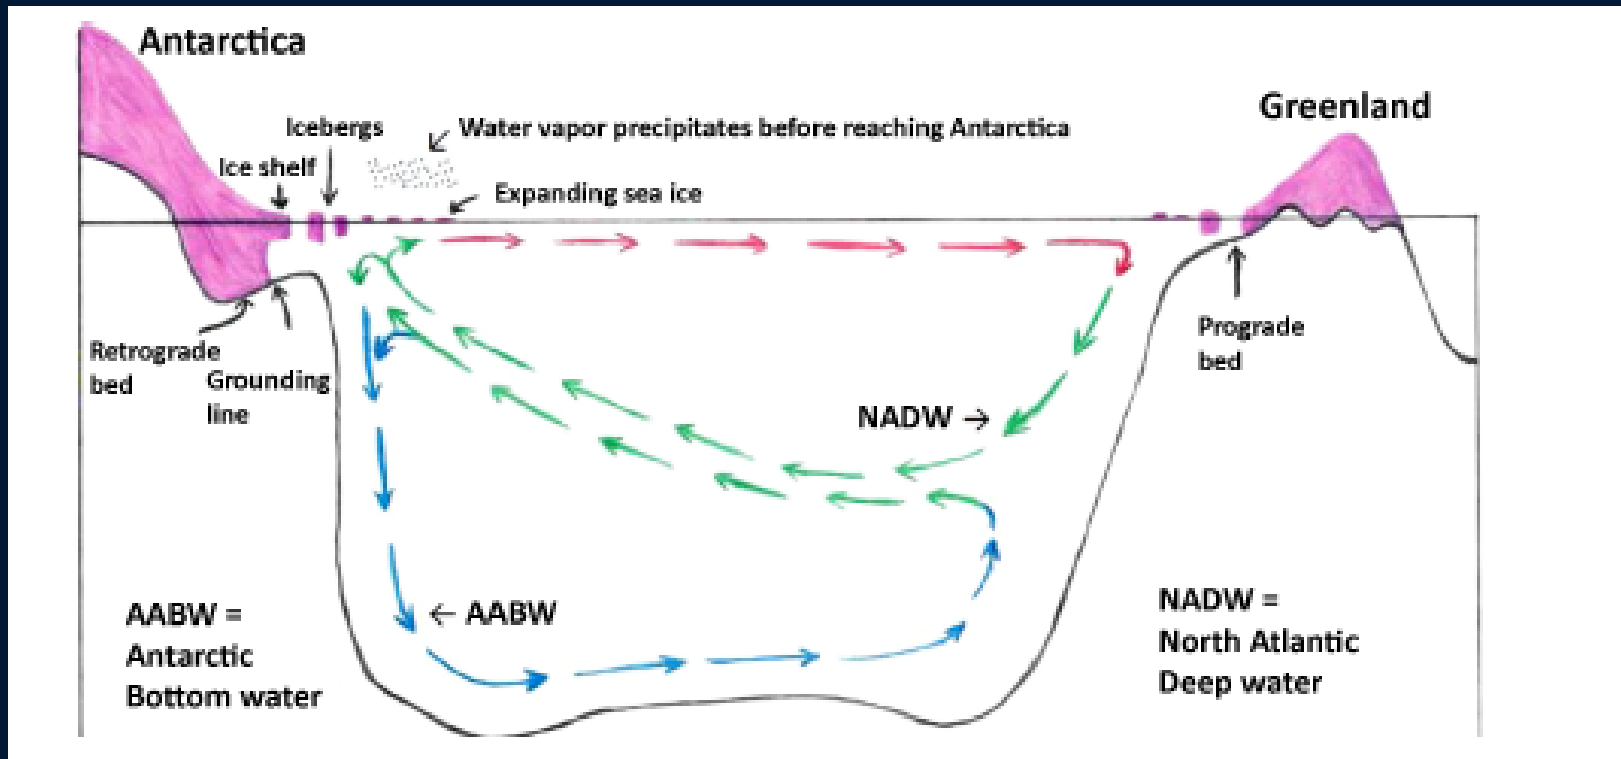 Antarctica
Greenland
Icebergs
Water vapor precipitates before reaching Antarctica
Ice shelf
Expanding sea ice
Retrograde
bed
Grounding
line
Prograde
bed
NADW →
← AABW
AABW =
Antarctic
Bottom water
NADW =
North Atlantic
Deep water